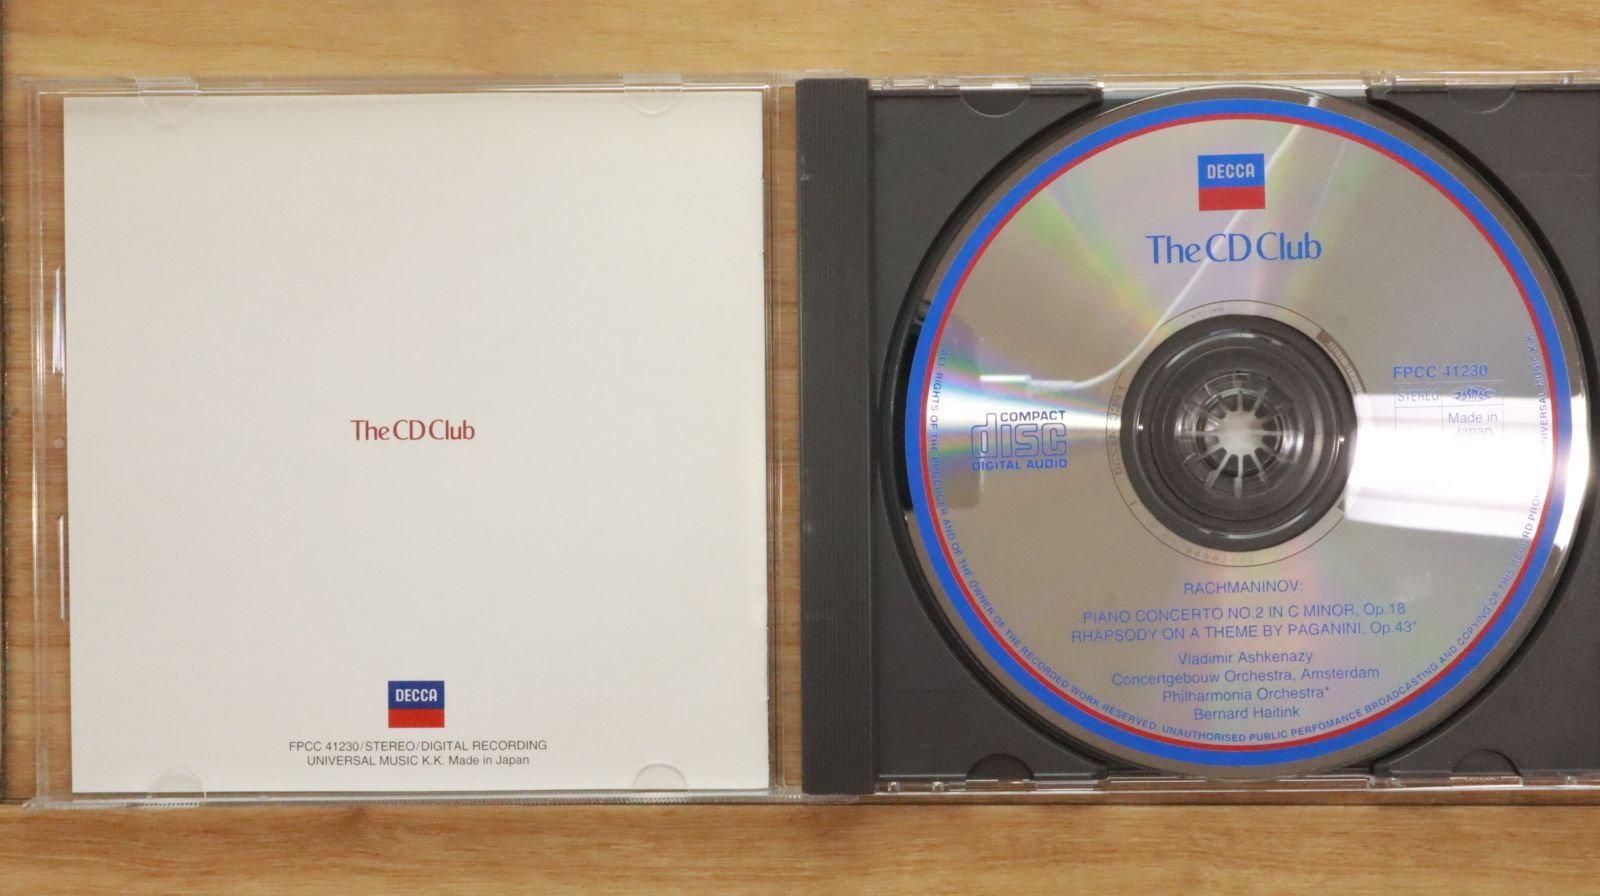 The CD Club
DECCA
FPCC 41230/STEREO/DIGITAL RECORDING
UNIVERSAL MUSIC K.K. Made in Japan
DECCA
The CD Club
FPCC 41230
STEREO JASRAC
Made in
Japan
COMPACT
disc
DIGITAL AUDIO
RACHMANINOV:
PIANO CONCERTO NO.2 IN C MINOR, Op.18
RHAPSODY ON A THEME BY PAGANINI, Op.43*
Vladimir Ashkenazy
Concertgebouw Orchestra, Amsterdam
Philharmonia Orchestra*
Bernard Haitink
ALL RIGHTS OF THE PRODUCER AND OF THE OWNER OF THE RECORDED WORK RESERVED. UNAUTHORISED PUBLIC PERFOMANCE BROADCASTING AND COPYING OF THIS RECORD UNIVERSAL MUSIC K.K.